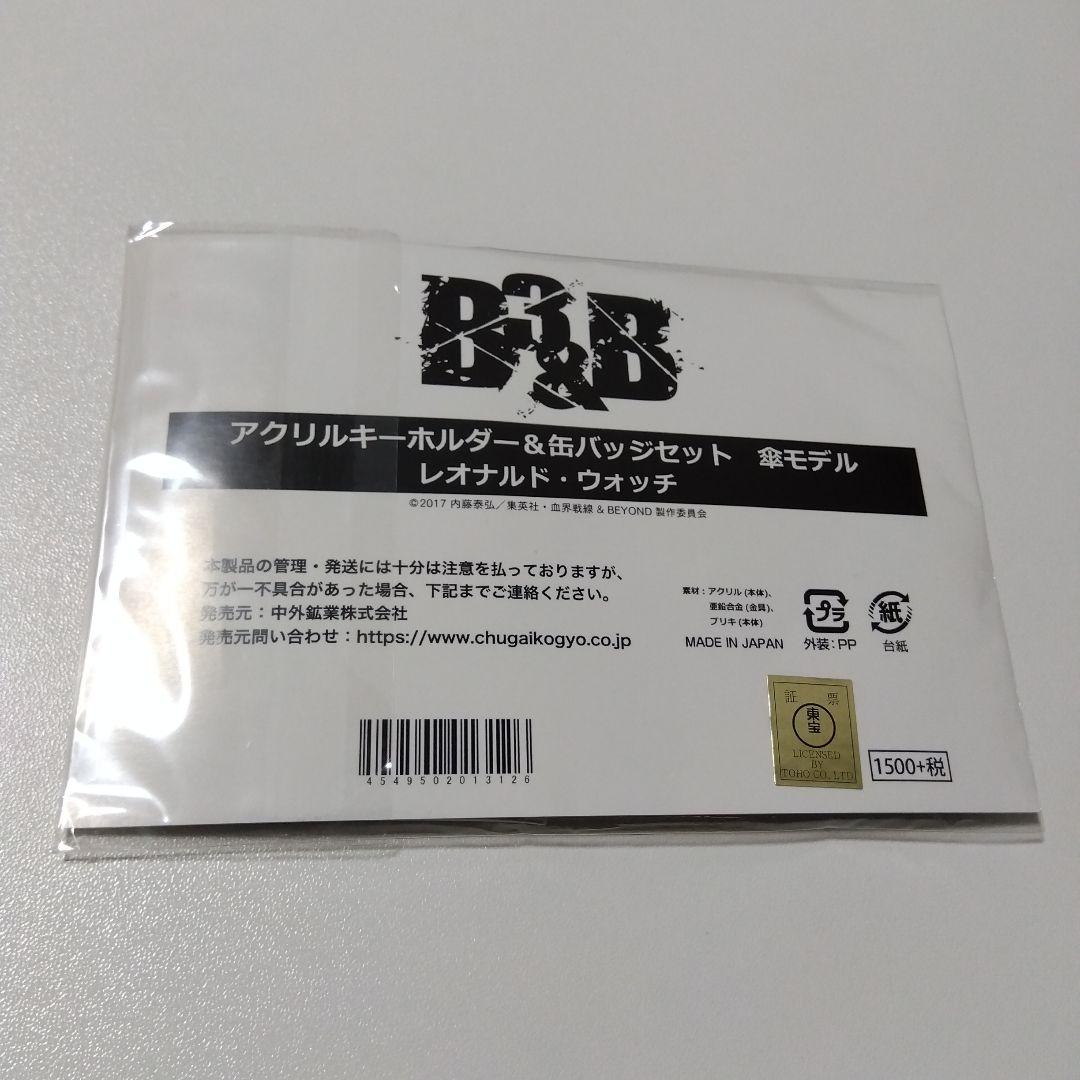 B3&B
アクリルキーホルダー&缶バッジセット 傘モデル
レオナルド・ウォッチ
©2017 内藤泰弘/集英社・血界戦線 & BEYOND 製作委員会
本製品の管理・発送には十分は注意を払っておりますが、
万が一不具合があった場合、下記までご連絡ください。
発売元：中外鉱業株式会社
発売元問い合わせ：https://www.chugaikogyo.co.jp
素材：アクリル(本体)、
亜鉛合金(金具)、
ブリキ(本体)
MADE IN JAPAN
プラ
外装：PP
紙
台紙
証 票
東宝
LICENSED
BY
TOHO CO., LTD
1500+税
4549502013126